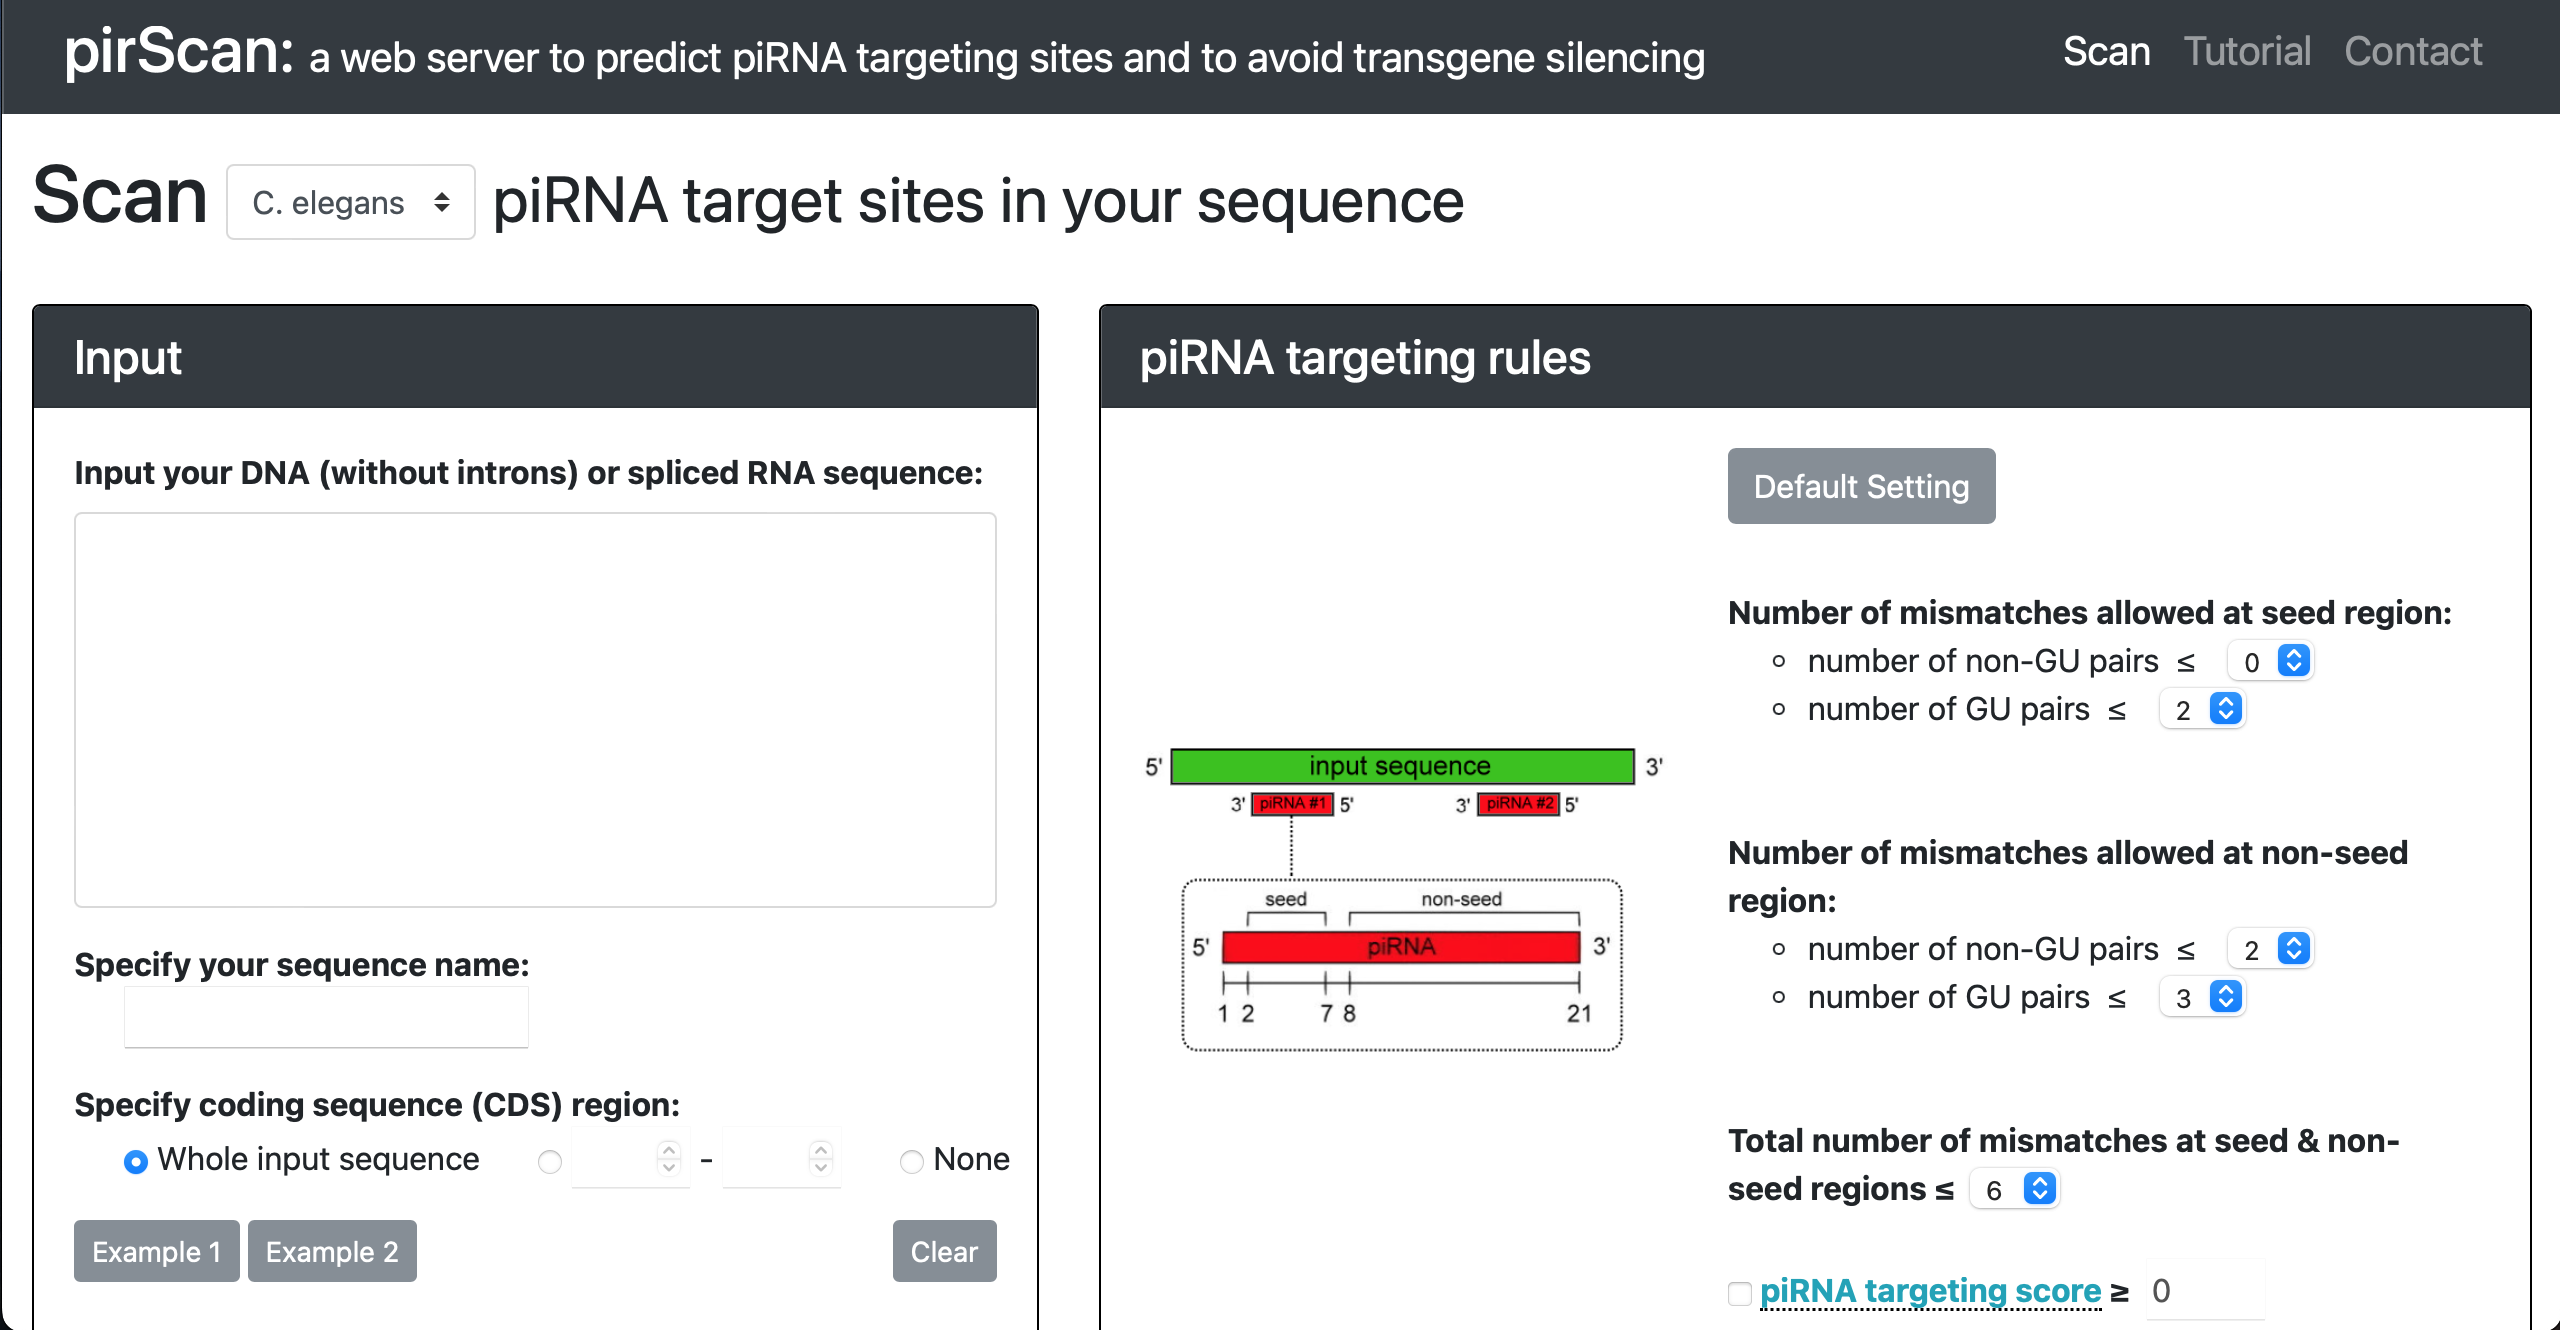 pirScan: a web server to predict piRNA targeting sites and to avoid transgene silencing
Scan Tutorial Contact
Scan C. elegans piRNA target sites in your sequence
Input
Input your DNA (without introns) or spliced RNA sequence:
Specify your sequence name:
Specify coding sequence (CDS) region:
Whole input sequence - None
Example 1 Example 2 Clear
piRNA targeting rules
5' input sequence 3'
3' piRNA #1 5' 3' piRNA #2 5'
seed non-seed
5' piRNA 3'
1 2 7 8 21
Default Setting
Number of mismatches allowed at seed region:
number of non-GU pairs ≤ 0
number of GU pairs ≤ 2
Number of mismatches allowed at non-seed
region:
number of non-GU pairs ≤ 2
number of GU pairs ≤ 3
Total number of mismatches at seed & non-
seed regions ≤ 6
piRNA targeting score ≥ 0